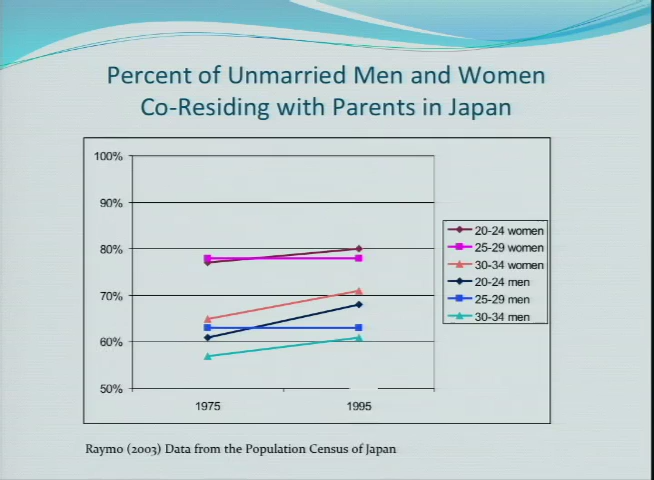 Percent of Unmarried Men and Women
Co-Residing with Parents in Japan
100%
90%
80%
70%
60%
50%
1975 1995
20-24 women
25-29 women
30-34 women
20-24 men
25-29 men
30-34 men
Raymo (2003) Data from the Population Census of Japan